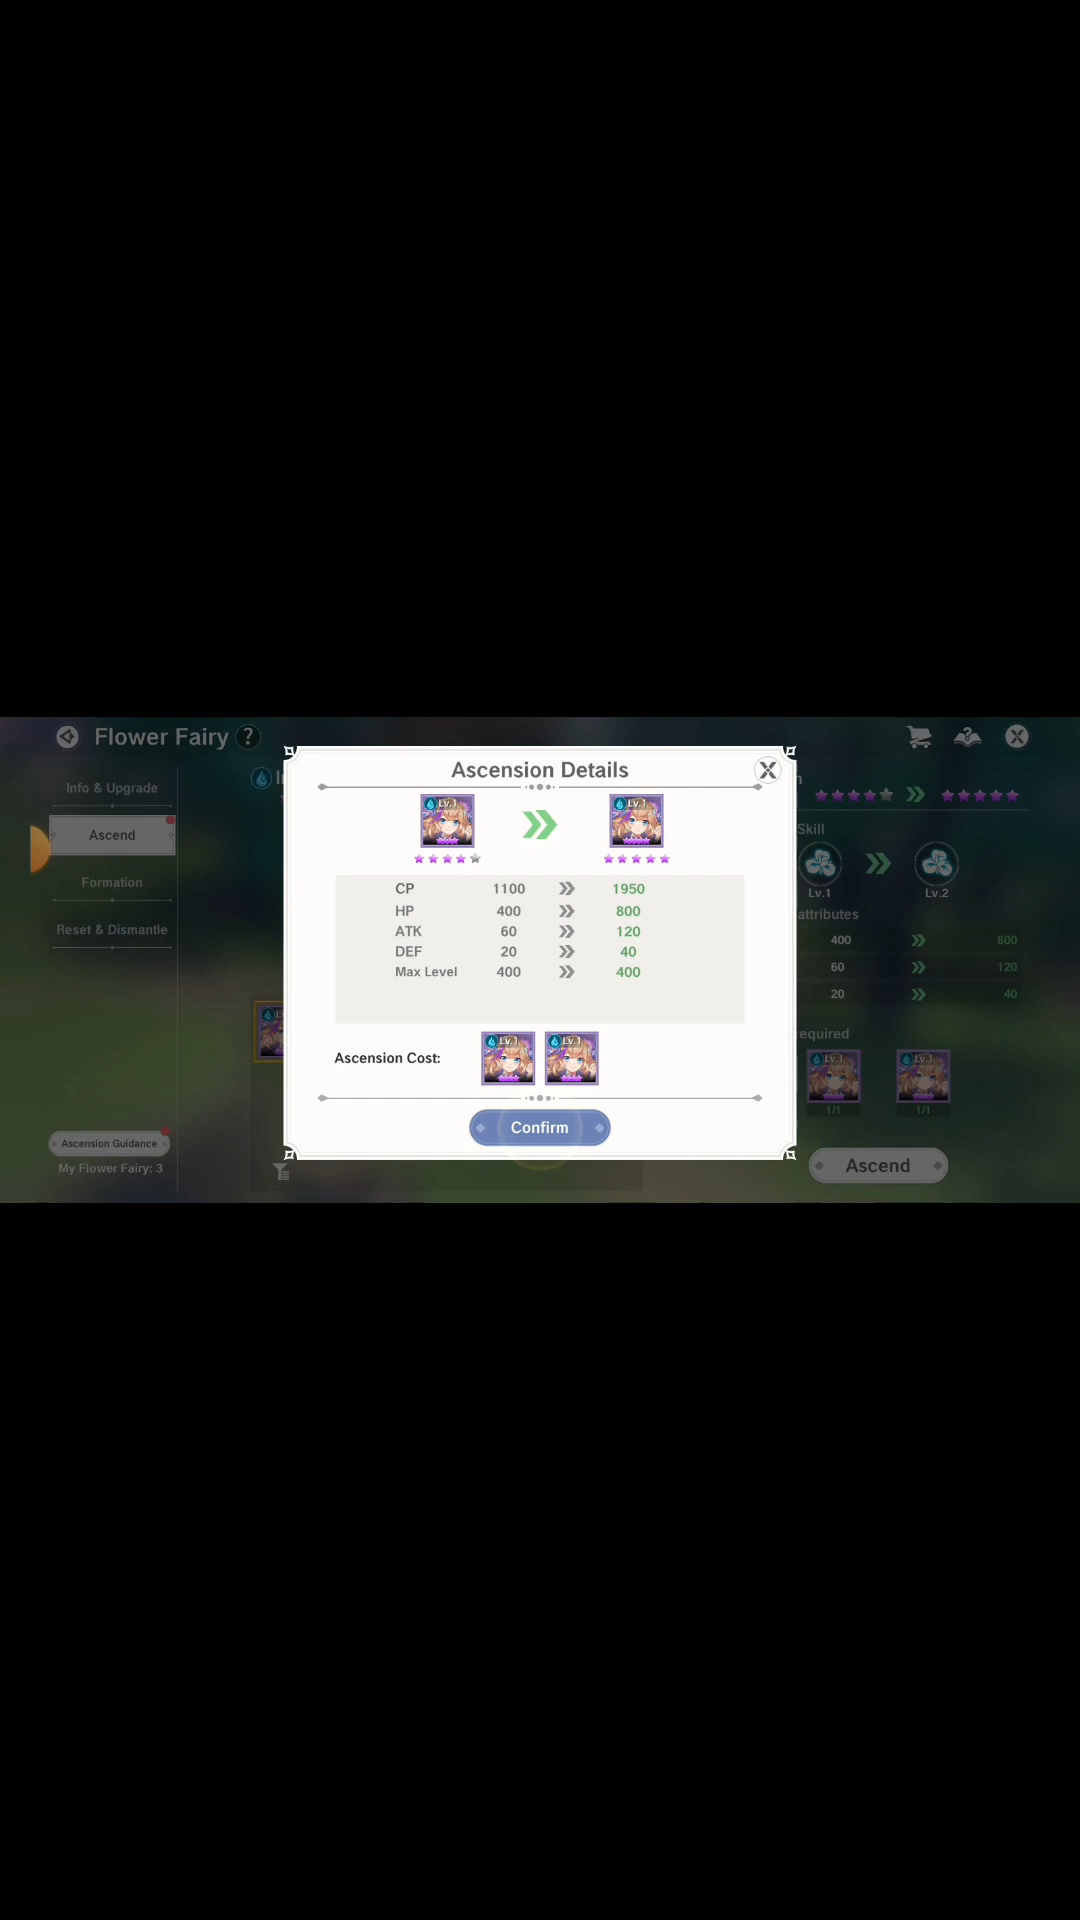 Flower Fairy ?
Info & Upgrade
Ascend
Formation
Reset & Dismantle
Ascension Guidance
My Flower Fairy: 3
Ascension Details
Lv.1
Lv.1
CP 1100 1950
HP 400 800
ATK 60 120
DEF 20 40
Max Level 400 400
Ascension Cost:
Lv.1 Lv.1
Confirm
Skill
Lv.1 Lv.2
attributes
400 800
60 120
20 40
required
Lv.1 Lv.1
1/1 1/1
Ascend